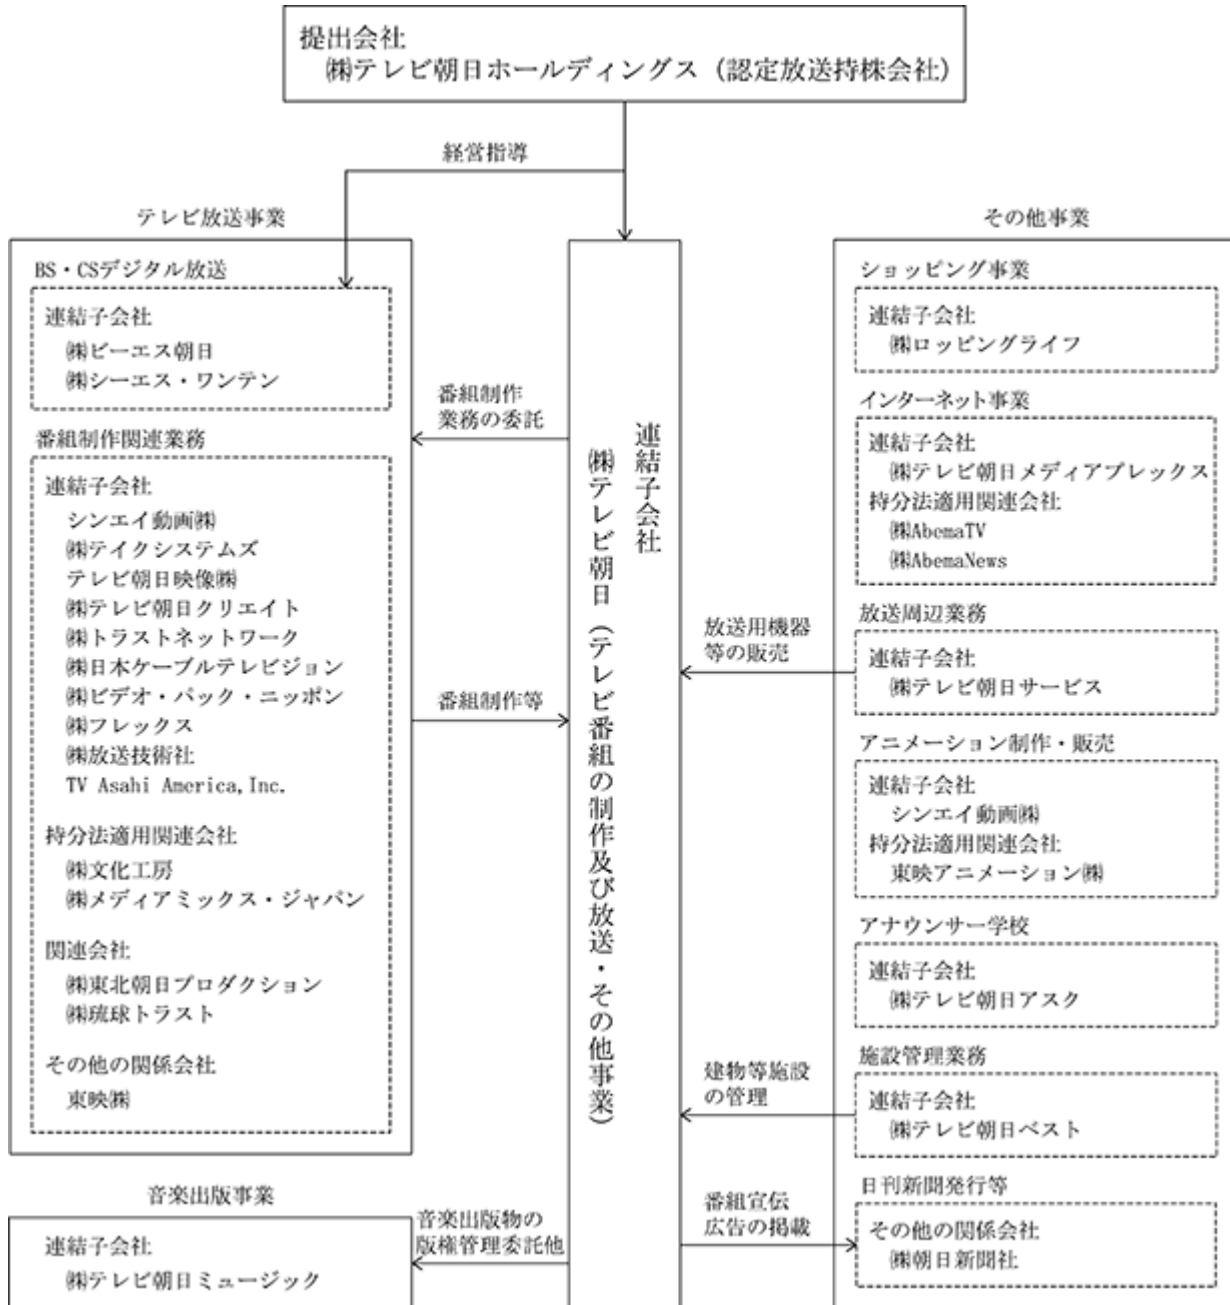 提出会社
㈱テレビ朝日ホールディングス（認定放送持株会社）
経営指導
テレビ放送事業
BS・CSデジタル放送
連結子会社
㈱ビーエス朝日
㈱シーエス・ワンテン
番組制作関連業務
連結子会社
シンエイ動画㈱
㈱テイクシステムズ
テレビ朝日映像㈱
㈱テレビ朝日クリエイト
㈱トラストネットワーク
㈱日本ケーブルテレビジョン
㈱ビデオ・パック・ニッポン
㈱フレックス
㈱放送技術社
TV Asahi America,Inc.
持分法適用関連会社
㈱文化工房
㈱メディアミックス・ジャパン
関連会社
㈱東北朝日プロダクション
㈱琉球トラスト
その他の関係会社
東映㈱
音楽出版事業
連結子会社
㈱テレビ朝日ミュージック
番組制作
業務の委託
番組制作等
音楽出版物の
版権管理委託他
連結子会社
㈱テレビ朝日（テレビ番組の制作及び放送・その他事業）
放送用機器
等の販売
建物等施設
の管理
番組宣伝
広告の掲載
その他事業
ショッピング事業
連結子会社
㈱ロッピングライフ
インターネット事業
連結子会社
㈱テレビ朝日メディアプレックス
持分法適用関連会社
㈱AbemaTV
㈱AbemaNews
放送周辺業務
連結子会社
㈱テレビ朝日サービス
アニメーション制作・販売
連結子会社
シンエイ動画㈱
持分法適用関連会社
東映アニメーション㈱
アナウンサー学校
連結子会社
㈱テレビ朝日アスク
施設管理業務
連結子会社
㈱テレビ朝日ベスト
日刊新聞発行等
その他の関係会社
㈱朝日新聞社